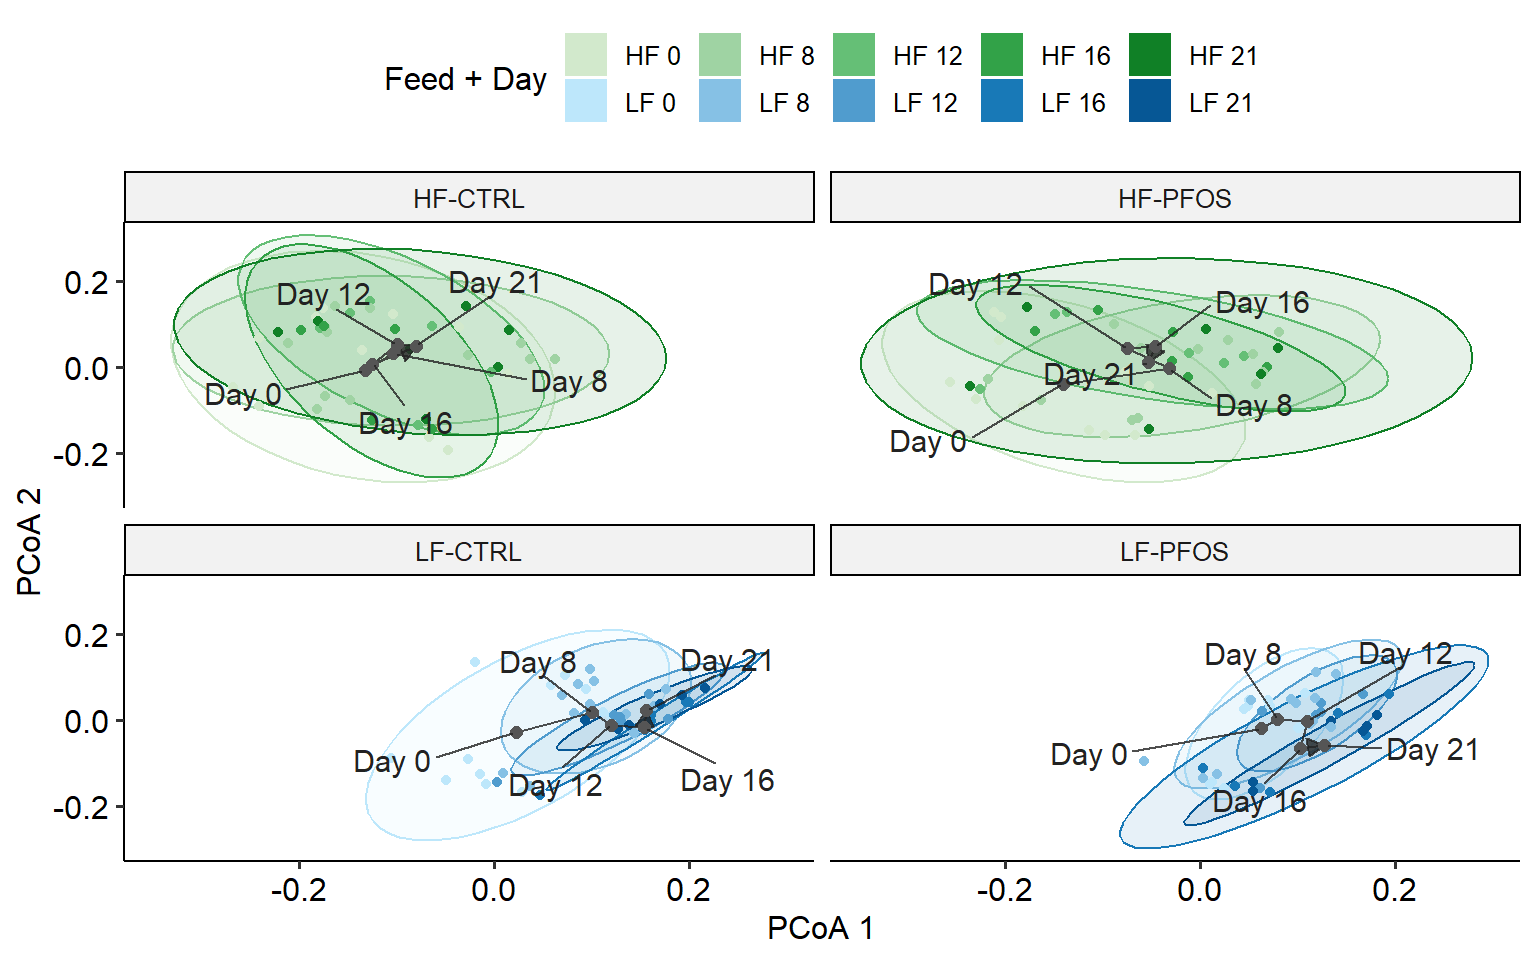 Feed + Day
HF 0 HF 8 HF 12 HF 16 HF 21
LF 0 LF 8 LF 12 LF 16 LF 21
HF-CTRL
Day 12
Day 21
Day 0
Day 8
Day 16
HF-PFOS
Day 12
Day 16
Day 21
Day 8
Day 0
0.2
0.0
-0.2
LF-CTRL
Day 8
Day 21
Day 0
Day 12
Day 16
LF-PFOS
Day 8
Day 12
Day 0
Day 21
Day 16
0.2
0.0
-0.2
PCoA 2
-0.2 0.0 0.2
-0.2 0.0 0.2
PCoA 1